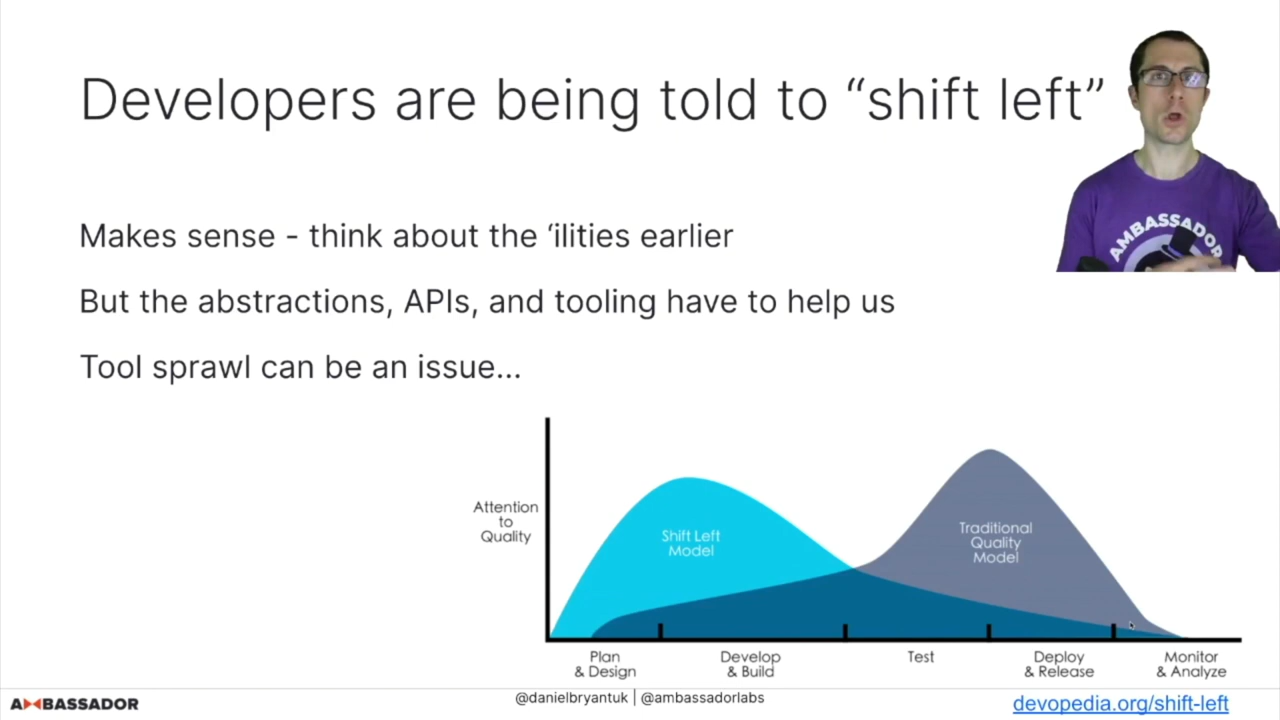 Developers are being told to “shift left”
AMBASSADOR
Makes sense - think about the ‘ilities earlier
But the abstractions, APIs, and tooling have to help us
Tool sprawl can be an issue...
Attention
to
Quality
Shift Left
Model
Traditional
Quality
Model
Plan
& Design
Develop
& Build
Test
Deploy
& Release
Monitor
& Analyze
AMBASSADOR
@danielbryantuk | @ambassadorlabs
devopedia.org/shift-left